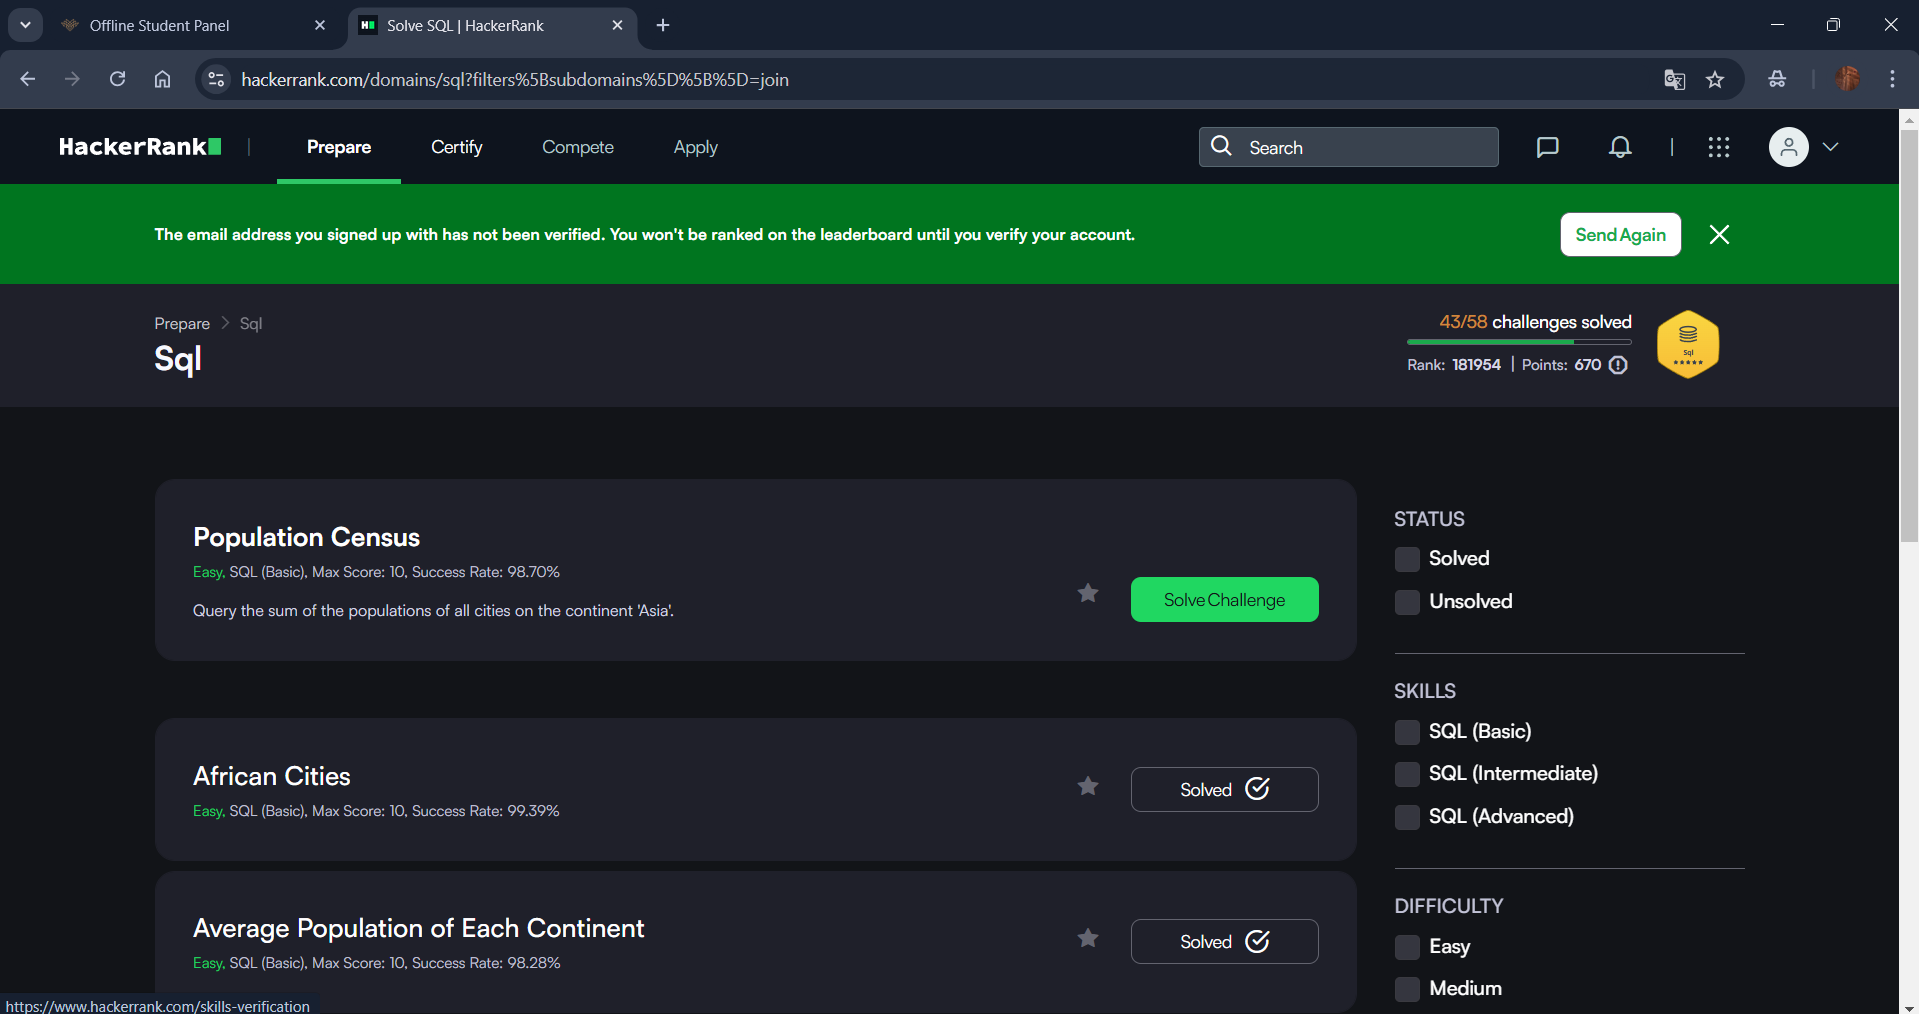 Offline Student Panel
Solve SQL | HackerRank
hackerrank.com/domains/sql?filters%5Bsubdomains%5D%5B%5D=join
HackerRank
Prepare
Certify
Compete
Apply
Search
The email address you signed up with has not been verified. You won't be ranked on the leaderboard until you verify your account.
Send Again
Prepare > Sql
Sql
43/58 challenges solved
Rank: 181954 | Points: 670
Sql
Population Census
Easy, SQL (Basic), Max Score: 10, Success Rate: 98.70%
Query the sum of the populations of all cities on the continent 'Asia'.
Solve Challenge
African Cities
Easy, SQL (Basic), Max Score: 10, Success Rate: 99.39%
Solved
Average Population of Each Continent
Easy, SQL (Basic), Max Score: 10, Success Rate: 98.28%
Solved
STATUS
Solved
Unsolved
SKILLS
SQL (Basic)
SQL (Intermediate)
SQL (Advanced)
DIFFICULTY
Easy
Medium
https://www.hackerrank.com/skills-verification